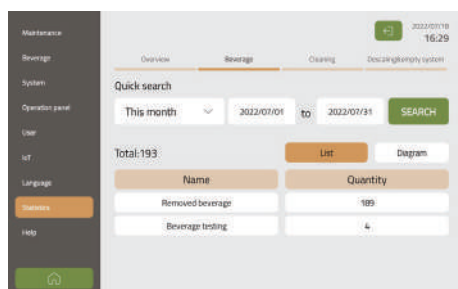 Maintenance
Beverage
System
Operation panel
User
IoT
Language
Statistics
Help
2022/07/18
16:29
Overview
Beverage
Cleaning
Descaling&empty system
Quick search
This month
2022/07/01
to
2022/07/31
SEARCH
Total:193
List
Diagram
Name
Quantity
Removed beverage
189
Beverage testing
4